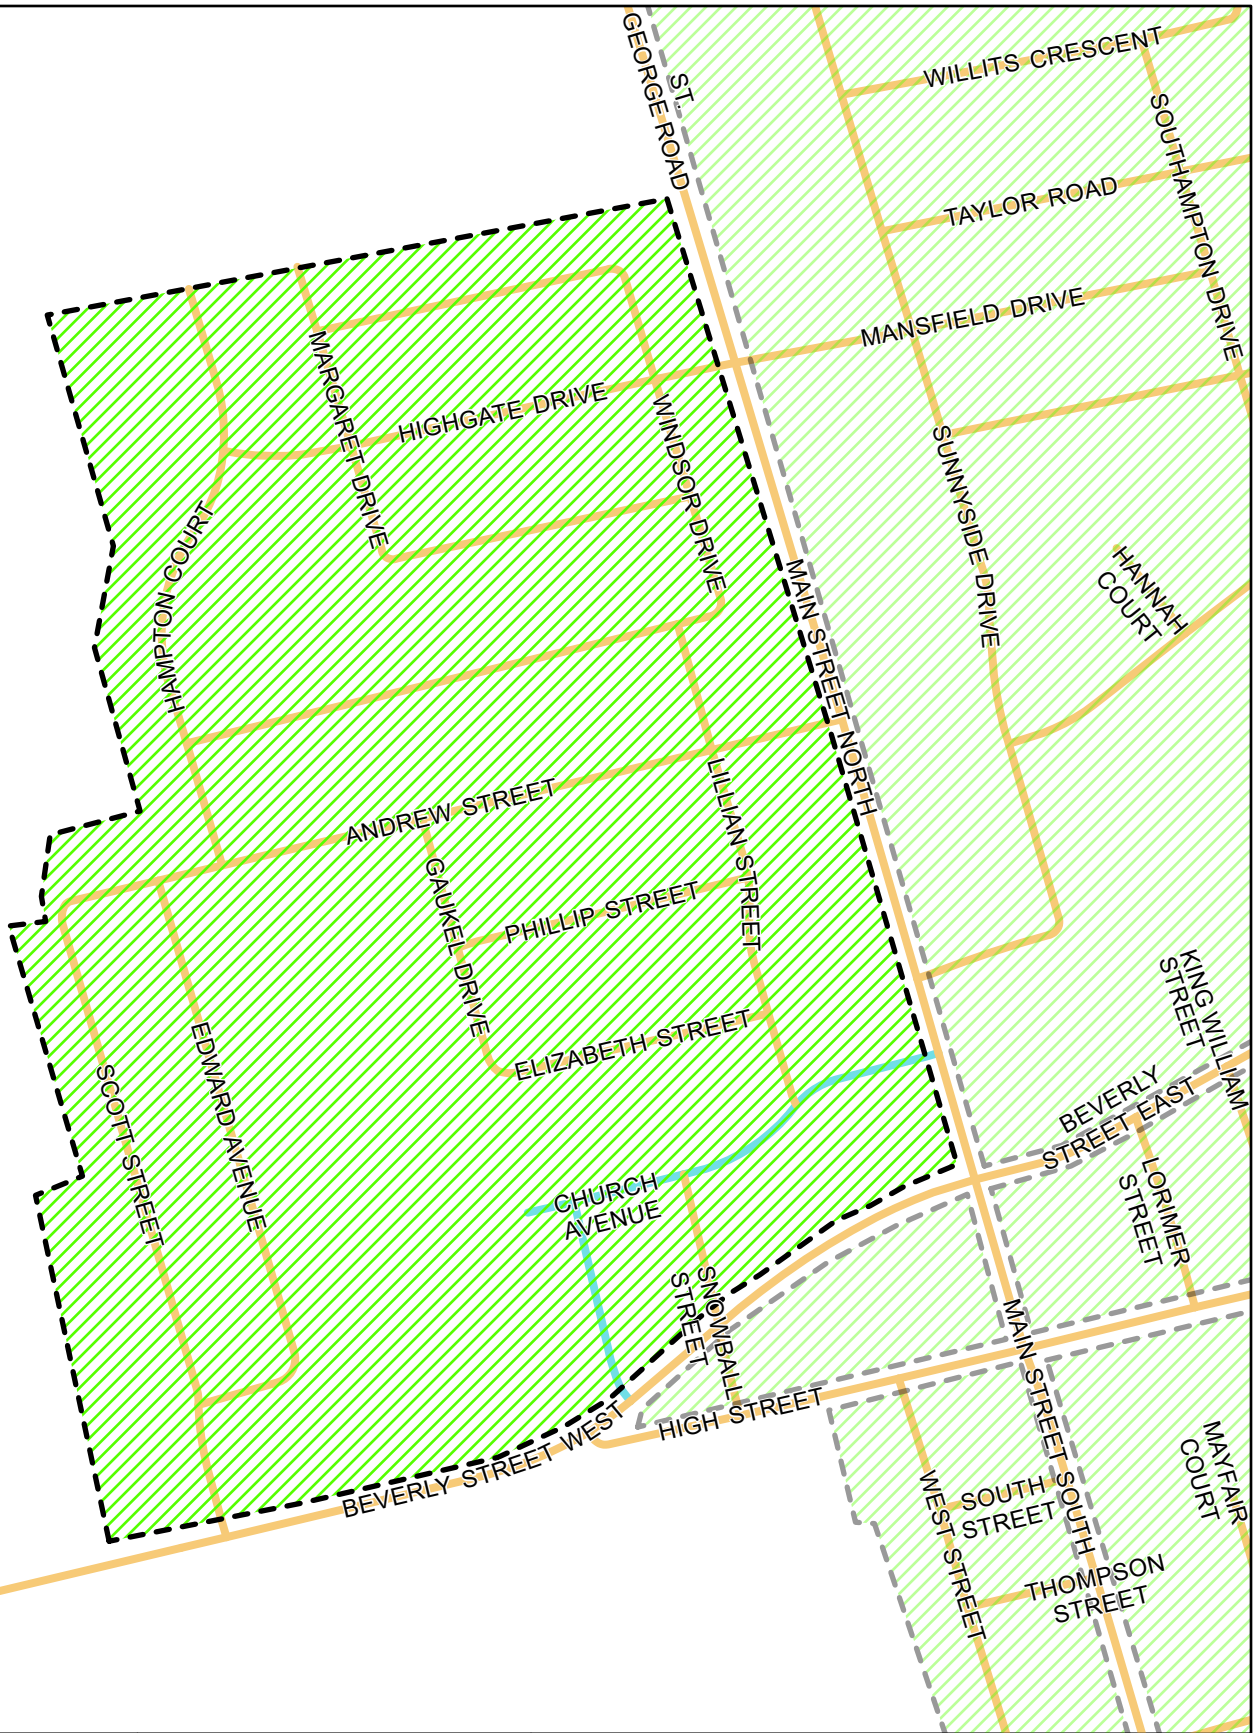 ST.
GEORGE ROAD
WILLITS CRESCENT
SOUTHAMPTON DRIVE
TAYLOR ROAD
MANSFIELD DRIVE
MARGARET DRIVE
HIGHGATE DRIVE
WINDSOR DRIVE
SUNNYSIDE DRIVE
HAMPTON COURT
HANNAH
COURT
MAIN STREET NORTH
ANDREW STREET
LILLIAN STREET
GAUKEL DRIVE
PHILLIP STREET
KING WILLIAM
STREET
ELIZABETH STREET
EDWARD AVENUE
SCOTT STREET
BEVERLY
STREET EAST
LORIMER
STREET
CHURCH
AVENUE
SNOWBALL
STREET
MAIN STREET SOUTH
HIGH STREET
BEVERLY STREET WEST
MAYFAIR
COURT
WEST STREET
SOUTH
STREET
THOMPSON
STREET